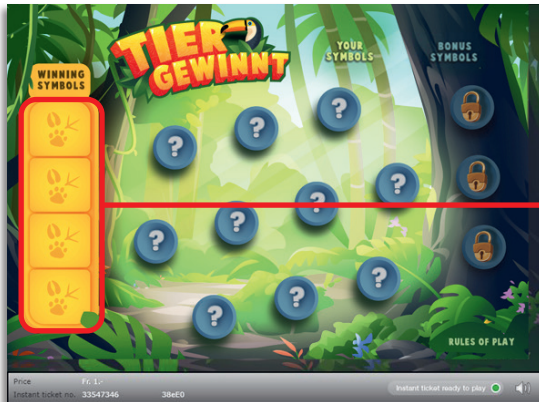 TIER
GEWINNT
YOUR
SYMBOLS
BONUS
SYMBOLS
WINNING
SYMBOLS
?
?
?
?
?
?
?
?
?
?
RULES OF PLAY
Price Fr. 1.-
Instant ticket no. 33547346 38eE0
Instant ticket ready to play